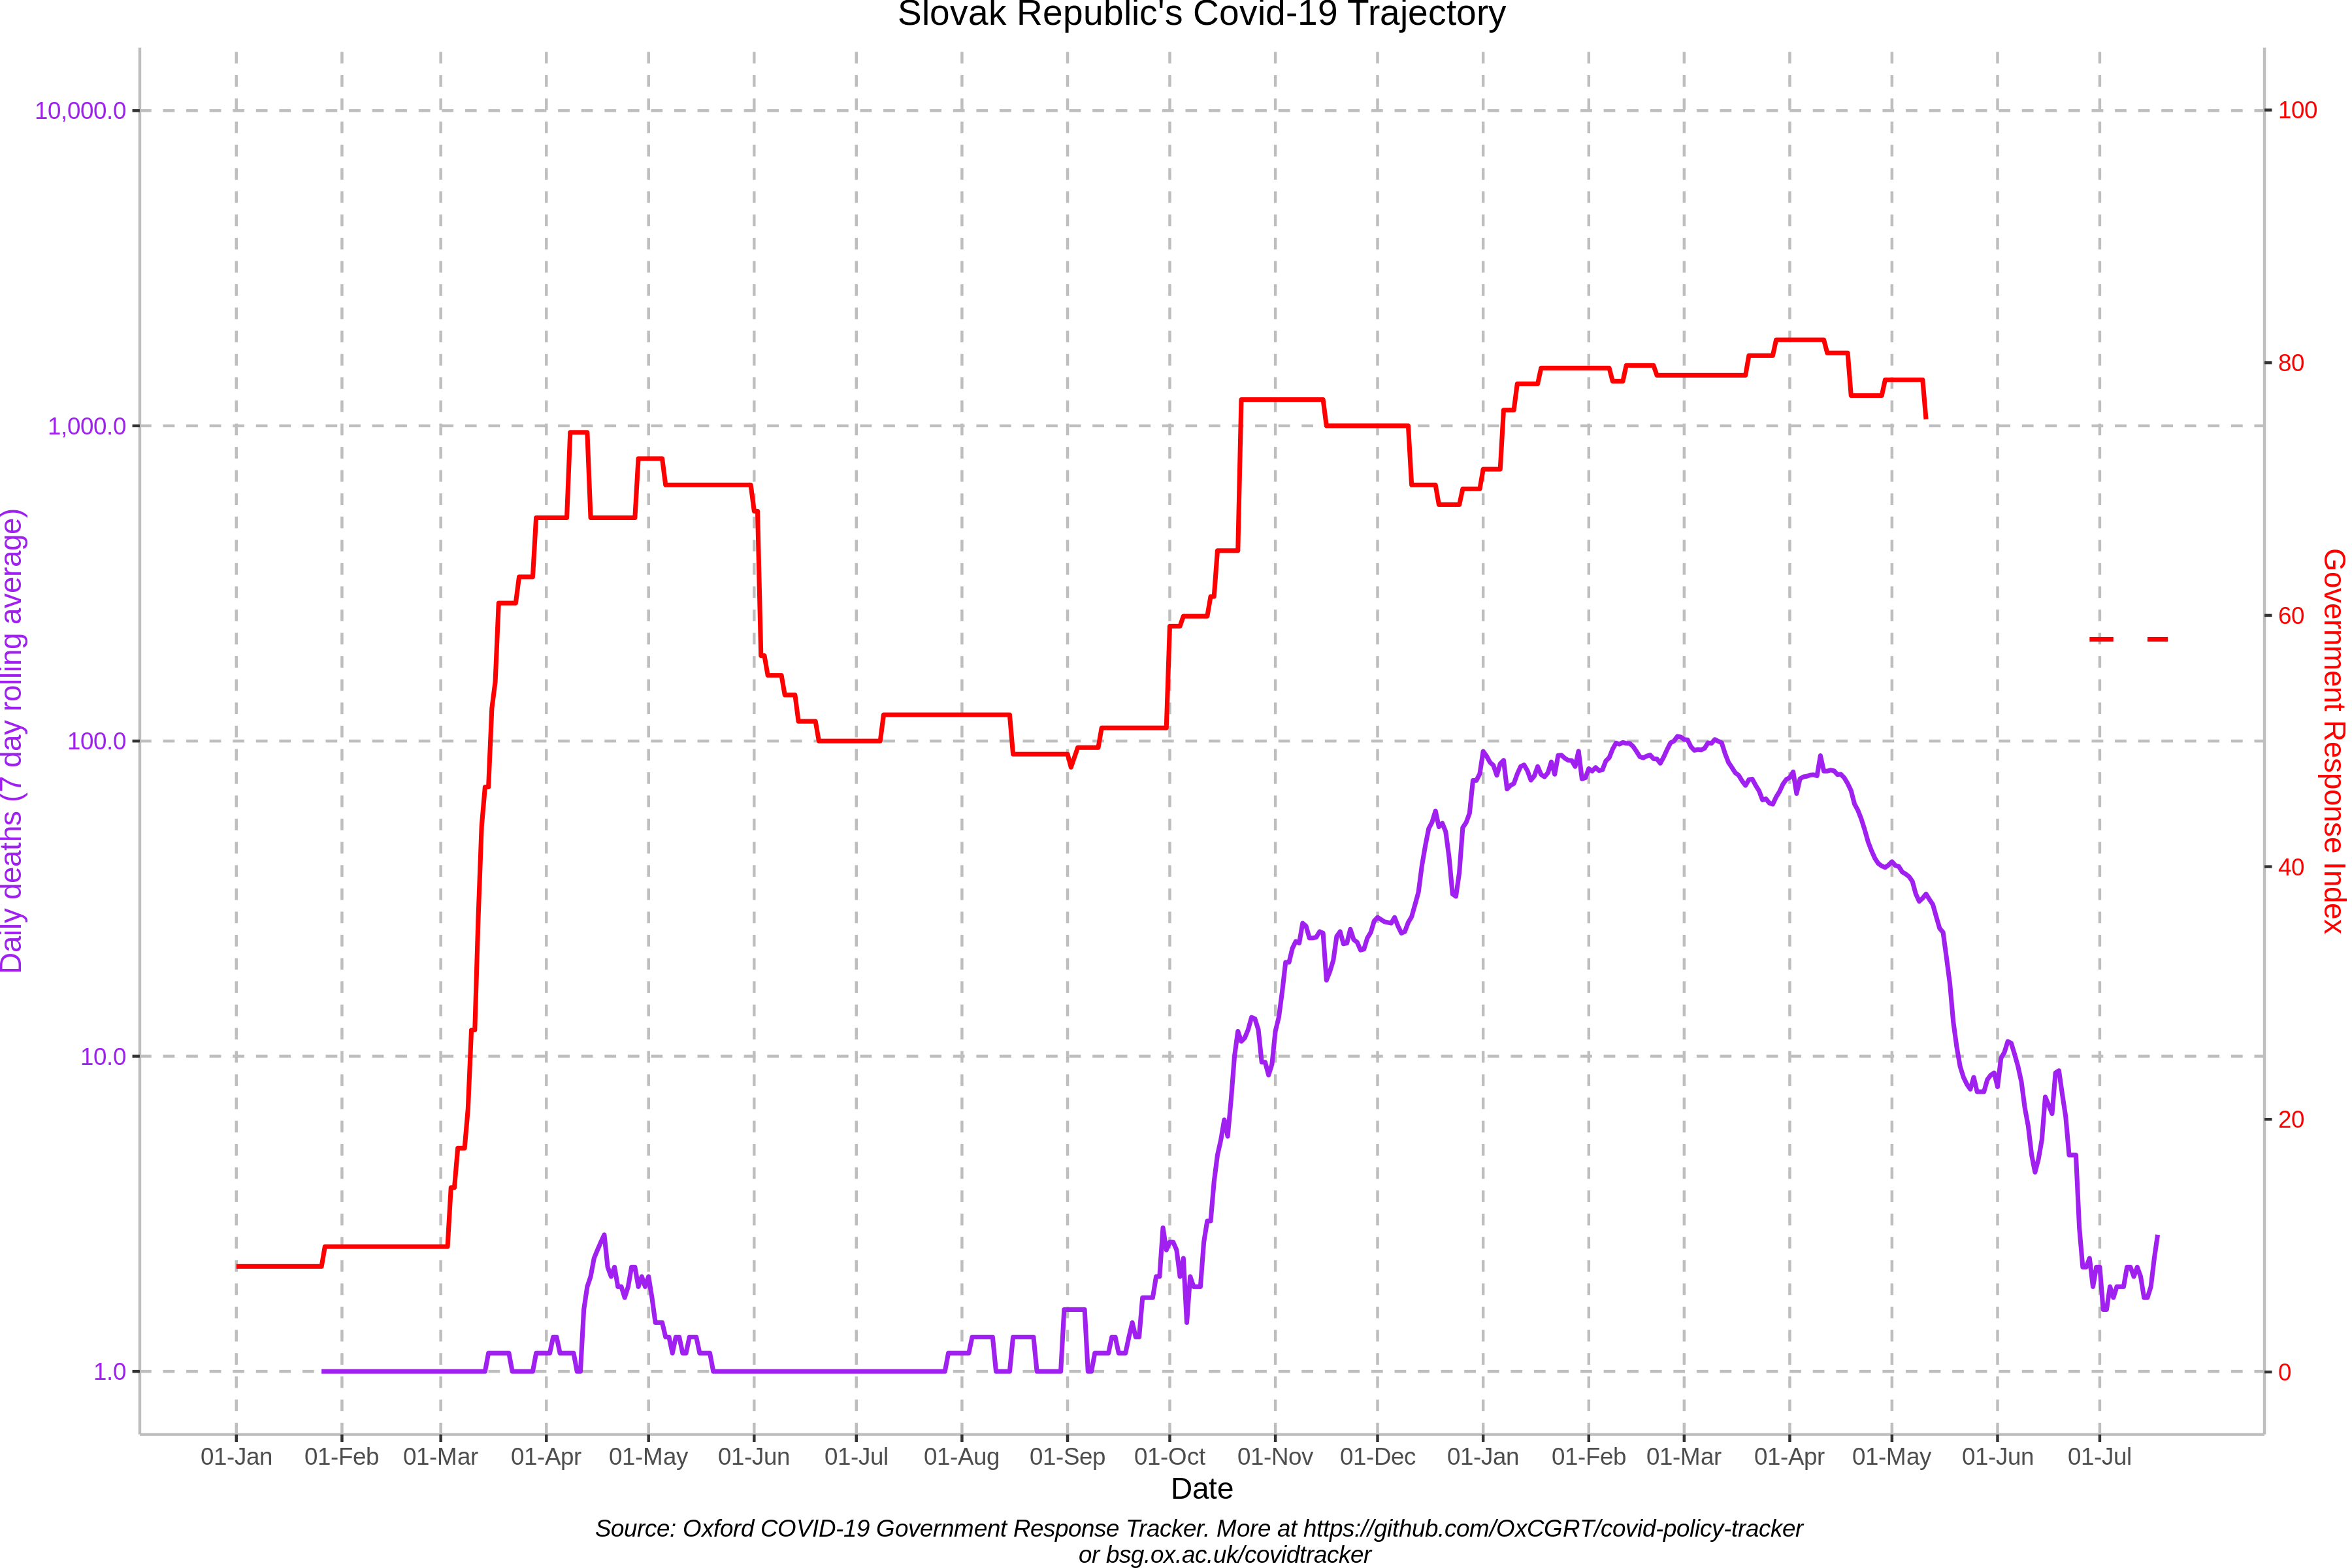 Slovak Republic's Covid-19 Trajectory
Daily deaths (7 day rolling average)
10,000.0
1,000.0
100.0
10.0
1.0
100
80
60
40
20
0
Government Response Index
01-Jan 01-Feb 01-Mar 01-Apr 01-May 01-Jun 01-Jul 01-Aug 01-Sep 01-Oct 01-Nov 01-Dec 01-Jan 01-Feb 01-Mar 01-Apr 01-May 01-Jun 01-Jul
Date
Source: Oxford COVID-19 Government Response Tracker. More at https://github.com/OxCGRT/covid-policy-tracker
or bsg.ox.ac.uk/covidtracker